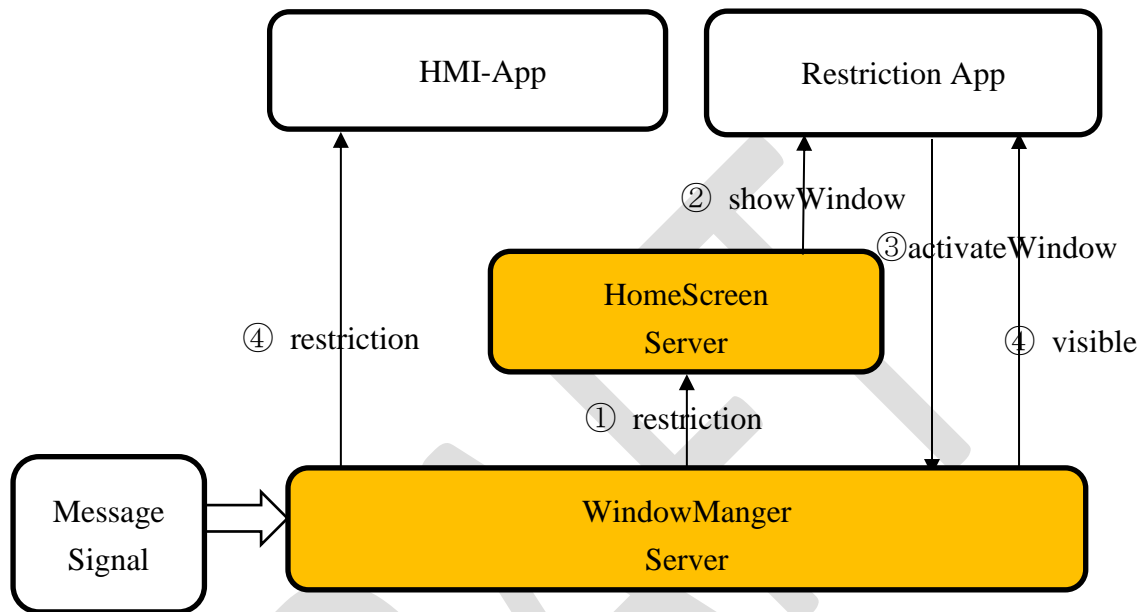 HMI-App
Restriction App
② showWindow
③activateWindow
HomeScreen
Server
④ restriction
④ visible
① restriction
Message
Signal
WindowManger
Server